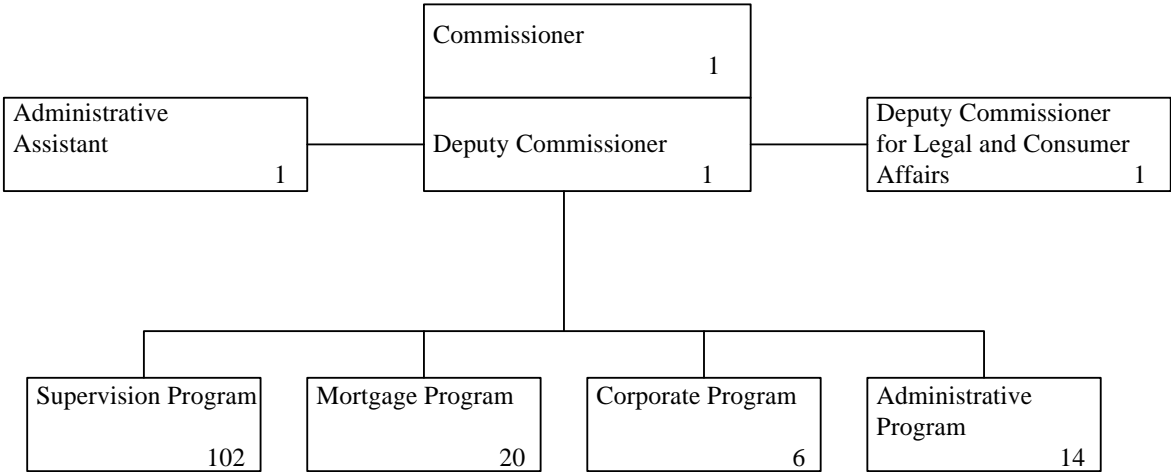 Commissioner
1
Administrative
Assistant
1
Deputy Commissioner
1
Deputy Commissioner
for Legal and Consumer
Affairs 1
Supervision Program
102
Mortgage Program
20
Corporate Program
6
Administrative
Program
14